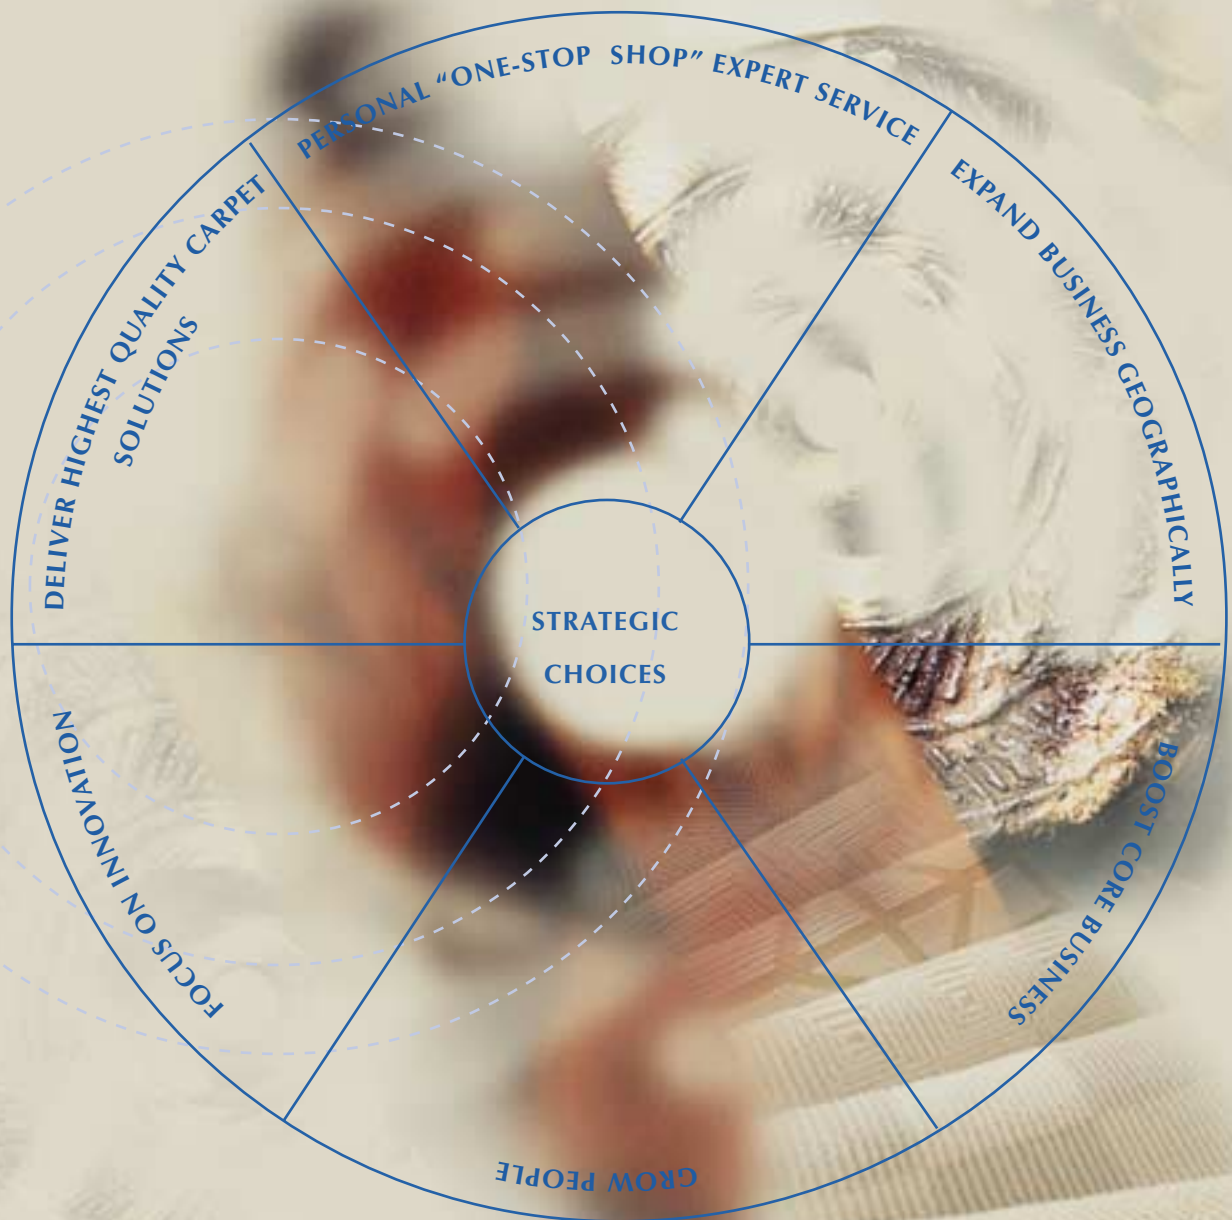 PERSONAL “ONE-STOP SHOP” EXPERT SERVICE
EXPAND BUSINESS GEOGRAPHICALLY
BOOST CORE BUSINESS
GROW PEOPLE
FOCUS ON INNOVATION
DELIVER HIGHEST QUALITY CARPET
SOLUTIONS
STRATEGIC
CHOICES